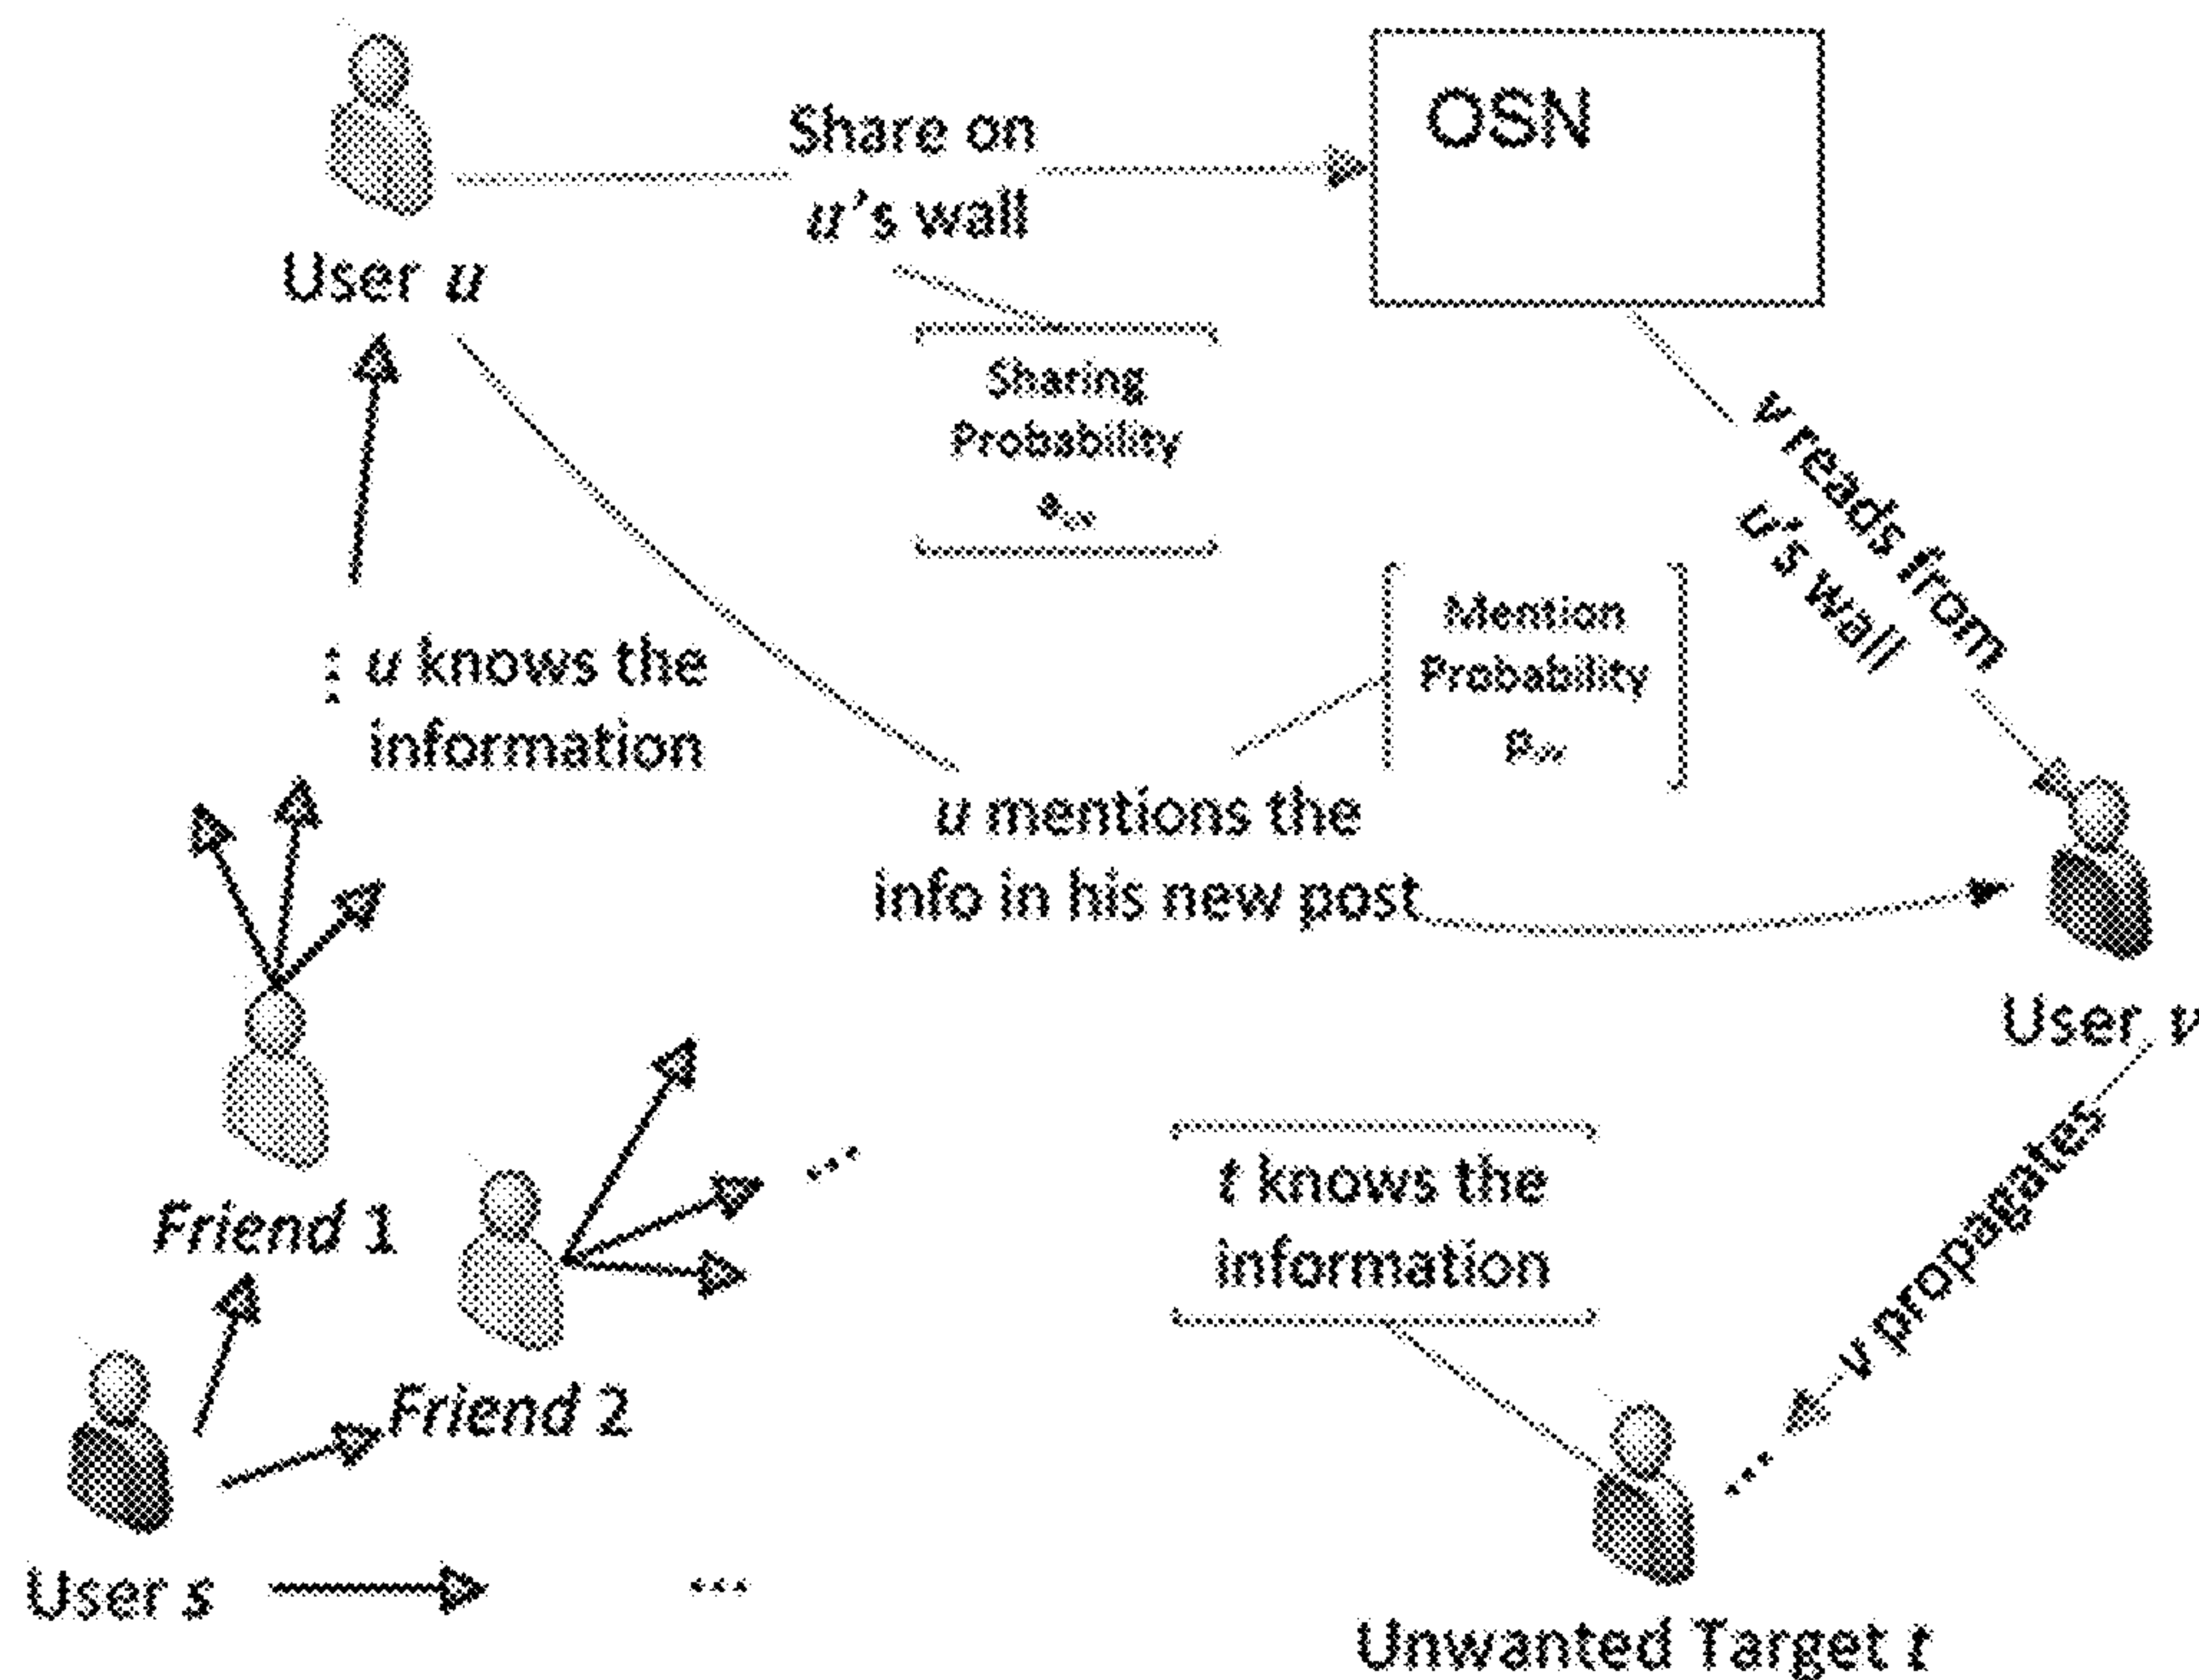 Share on
u's wall
OSN
User u
Sharing
Probability
v reads from
u's wall
Mention
Probability
u knows the
information
u mentions the
info in his new post
User v
Friend 1
t knows the
information
v propagates
...
Friend 2
...
User s
...
Unwanted Target t